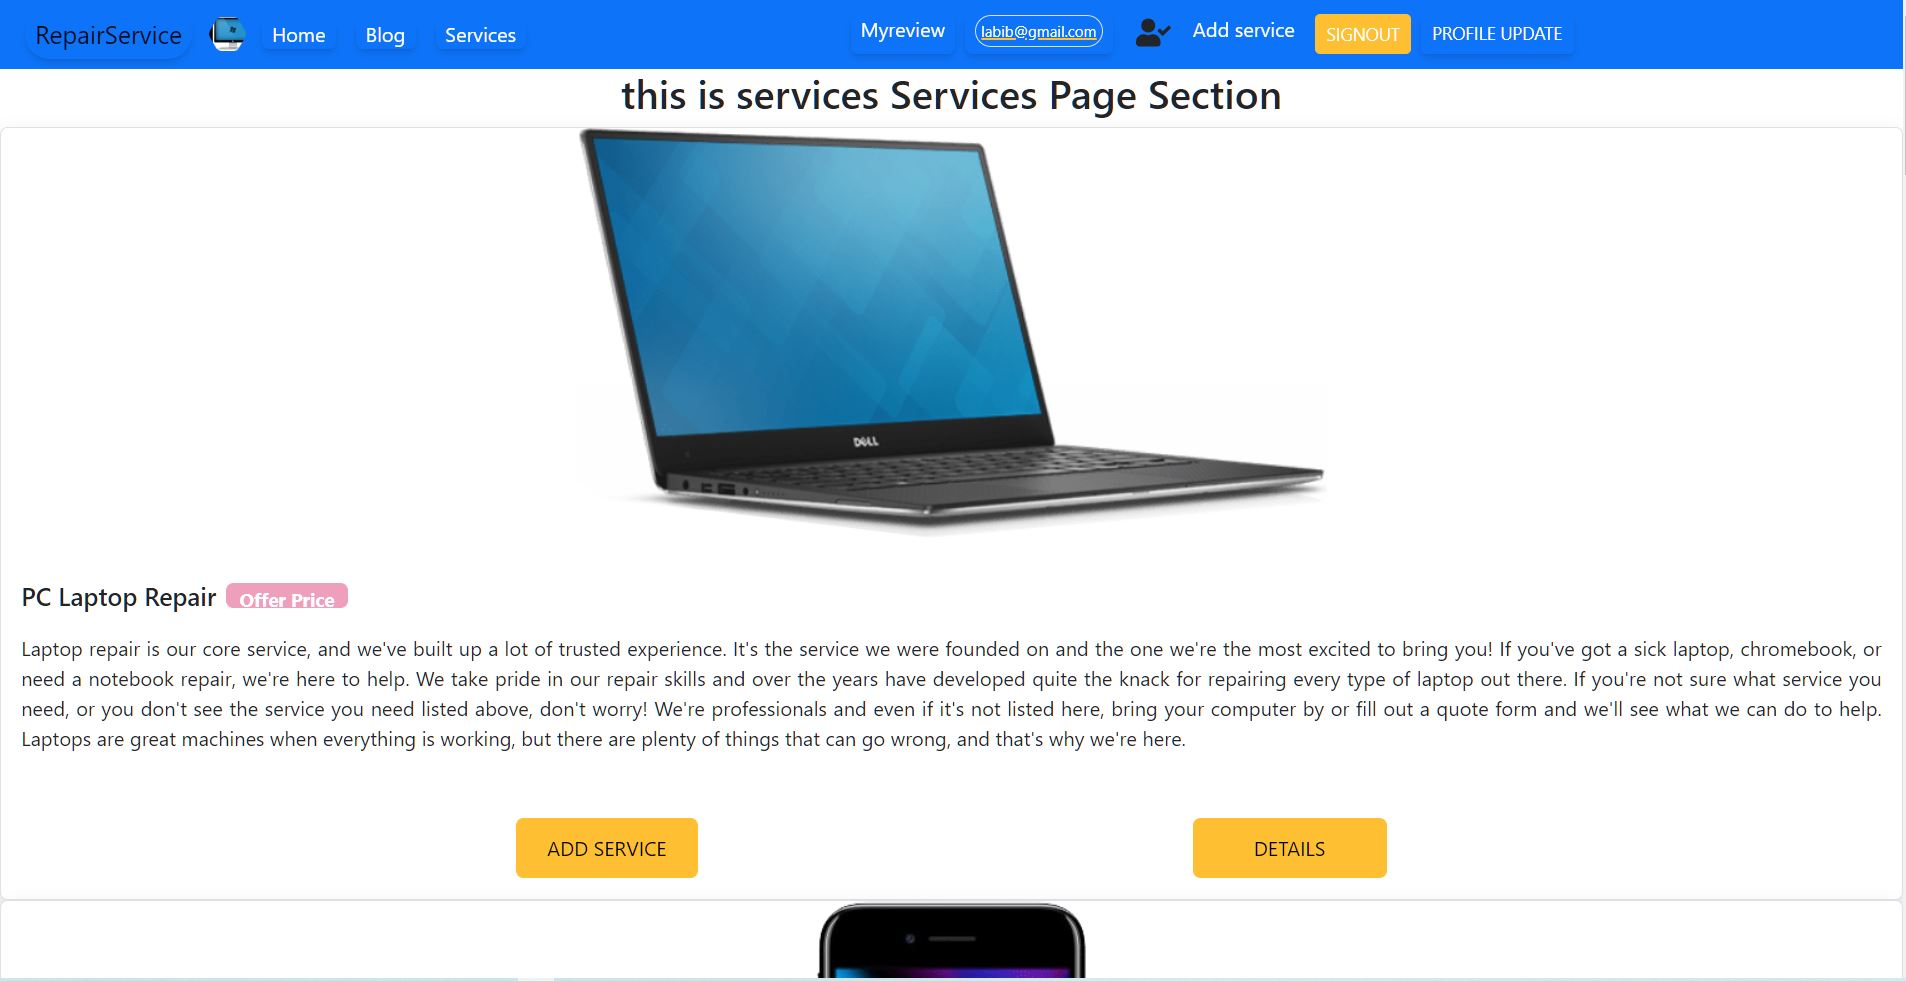 RepairService
Home
Blog
Services
Myreview
labib@gmail.com
Add service
SIGNOUT
PROFILE UPDATE
this is services Services Page Section
DELL
PC Laptop Repair
Offer Price
Laptop repair is our core service, and we've built up a lot of trusted experience. It's the service we were founded on and the one we're the most excited to bring you! If you've got a sick laptop, chromebook, or
need a notebook repair, we're here to help. We take pride in our repair skills and over the years have developed quite the knack for repairing every type of laptop out there. If you're not sure what service you
need, or you don't see the service you need listed above, don't worry! We're professionals and even if it's not listed here, bring your computer by or fill out a quote form and we'll see what we can do to help.
Laptops are great machines when everything is working, but there are plenty of things that can go wrong, and that's why we're here.
ADD SERVICE
DETAILS